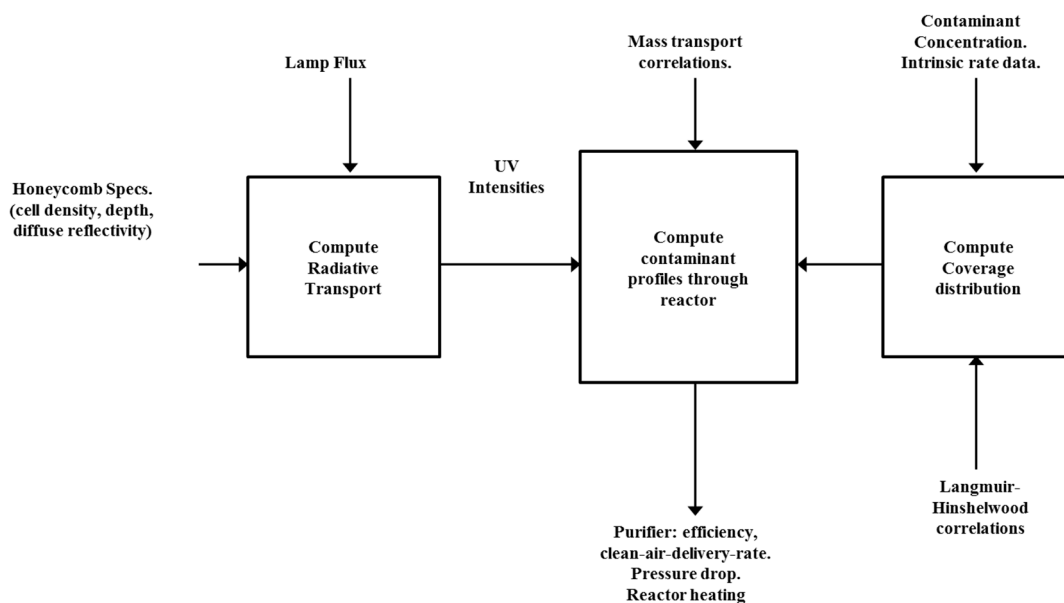 Lamp Flux
Mass transport
correlations.
Contaminant
Concentration.
Intrinsic rate data.
Honeycomb Specs.
(cell density, depth,
diffuse reflectivity)
UV
Intensities
Compute
Radiative
Transport
Compute
contaminant
profiles through
reactor
Compute
Coverage
distribution
Purifier: efficiency,
clean-air-delivery-rate.
Pressure drop.
Reactor heating
Langmuir-
Hinshelwood
correlations